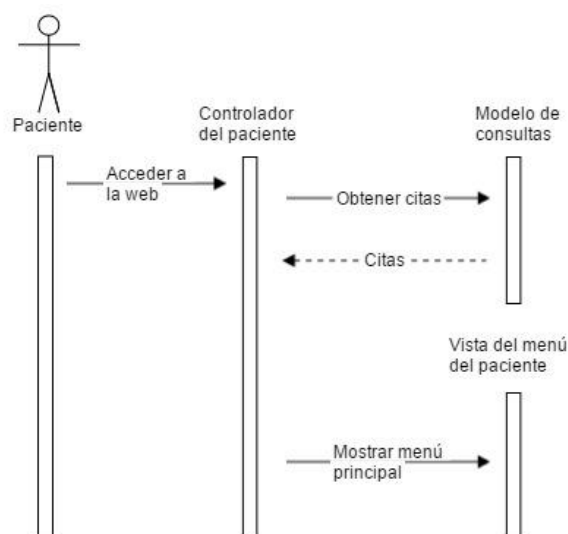 Paciente
Controlador
del paciente
Modelo de
consultas
Acceder a
la web
Obtener citas
Citas
Vista del menú
del paciente
Mostrar menú
principal